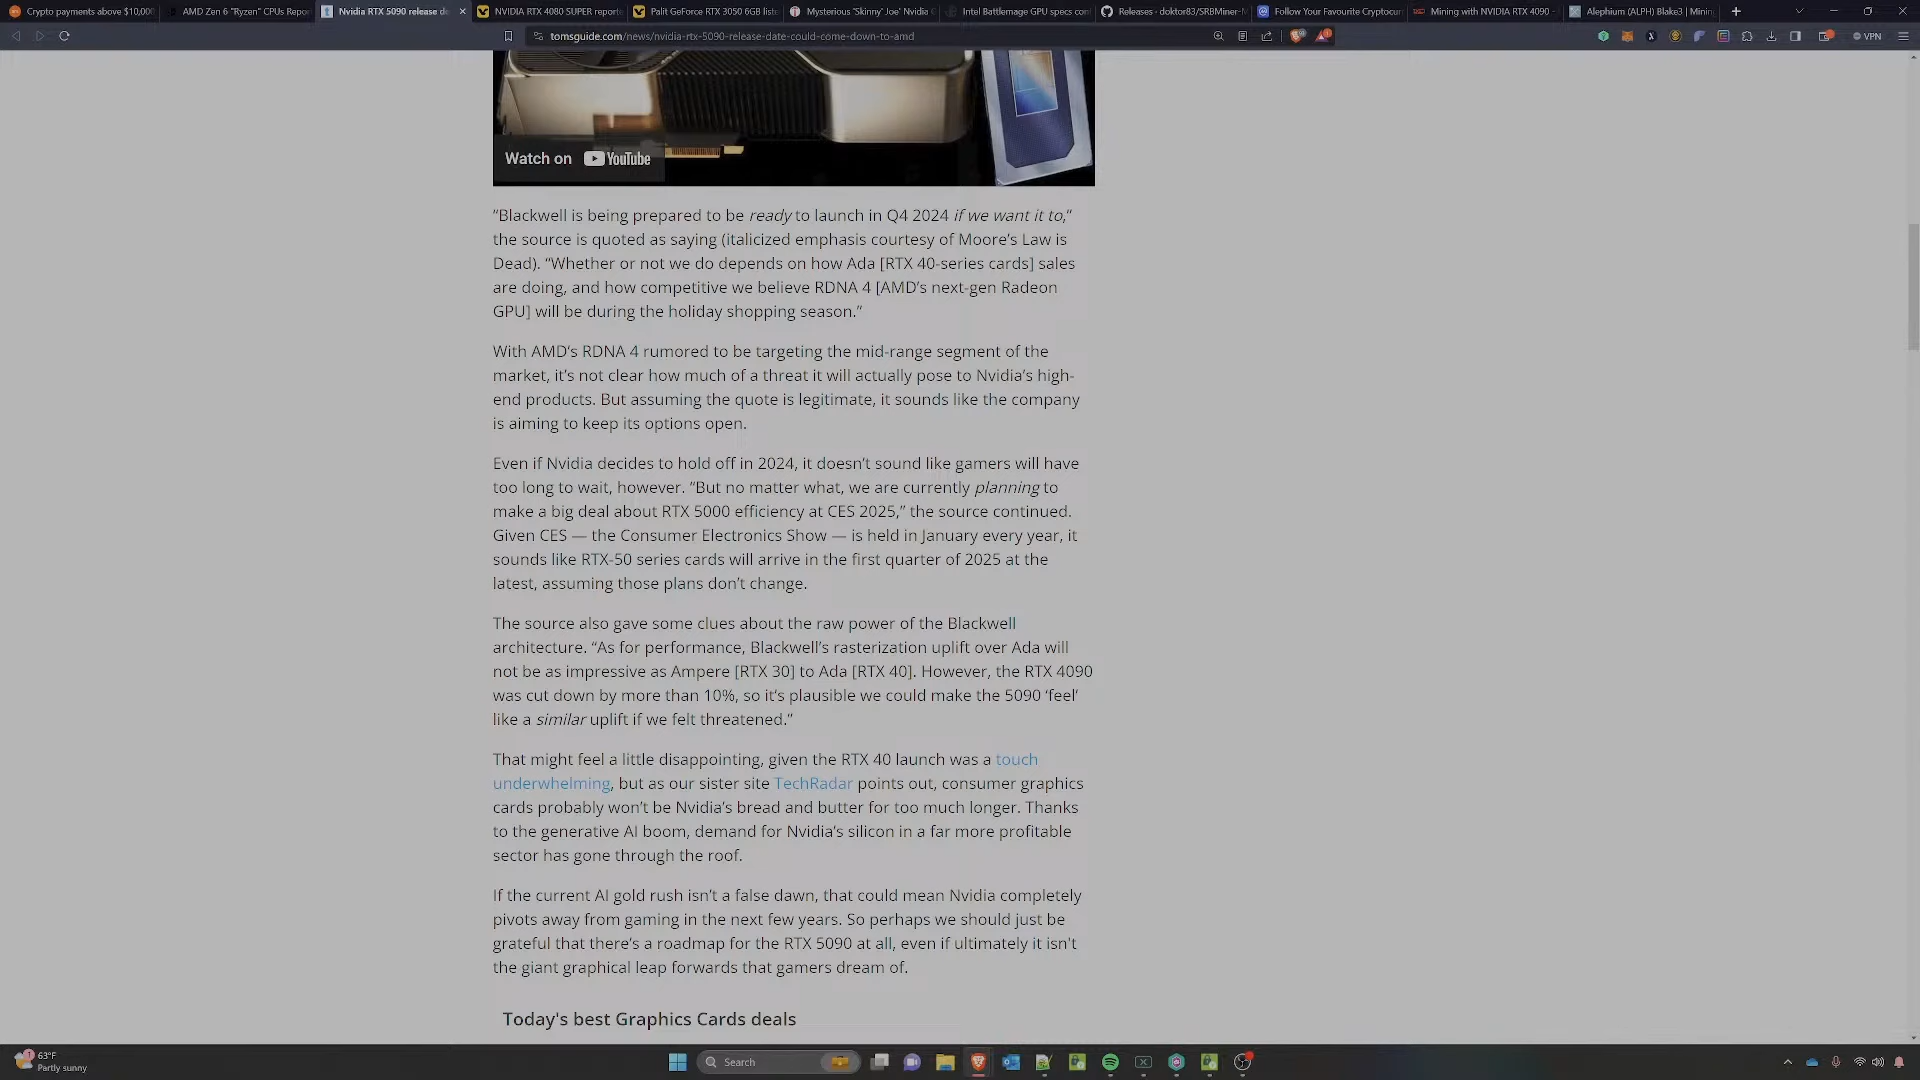 Crypto payments above $10,000
AMD Zen 6 "Ryzen" CPUs Repor
Nvidia RTX 5090 release d
NVIDIA RTX 4080 SUPER reporte
Palit GeForce RTX 3050 6GB liste
Mysterious 'Skinny' Joe' Nvidia
Intel Battlemage GPU specs con
Releases · doktor83/SRBMiner-M
Follow Your Favourite Cryptocur
Mining with NVIDIA RTX 4090 -
Alephium (ALPH) Blake3 | Mini
tomsguide.com/news/nvidia-rtx-5090-release-date-could-come-down-to-amd
VPN
Watch on YouTube
"Blackwell is being prepared to be ready to launch in Q4 2024 if we want it to,"
the source is quoted as saying (italicized emphasis courtesy of Moore's Law is
Dead). "Whether or not we do depends on how Ada [RTX 40-series cards] sales
are doing, and how competitive we believe RDNA 4 [AMD's next-gen Radeon
GPU] will be during the holiday shopping season."
With AMD's RDNA 4 rumored to be targeting the mid-range segment of the
market, it's not clear how much of a threat it will actually pose to Nvidia's high-
end products. But assuming the quote is legitimate, it sounds like the company
is aiming to keep its options open.
Even if Nvidia decides to hold off in 2024, it doesn't sound like gamers will have
too long to wait, however. "But no matter what, we are currently planning to
make a big deal about RTX 5000 efficiency at CES 2025," the source continued.
Given CES — the Consumer Electronics Show — is held in January every year, it
sounds like RTX-50 series cards will arrive in the first quarter of 2025 at the
latest, assuming those plans don't change.
The source also gave some clues about the raw power of the Blackwell
architecture. "As for performance, Blackwell's rasterization uplift over Ada will
not be as impressive as Ampere [RTX 30] to Ada [RTX 40]. However, the RTX 4090
was cut down by more than 10%, so it's plausible we could make the 5090 'feel'
like a similar uplift if we felt threatened."
That might feel a little disappointing, given the RTX 40 launch was a touch
underwhelming, but as our sister site TechRadar points out, consumer graphics
cards probably won't be Nvidia's bread and butter for too much longer. Thanks
to the generative AI boom, demand for Nvidia's silicon in a far more profitable
sector has gone through the roof.
If the current AI gold rush isn't a false dawn, that could mean Nvidia completely
pivots away from gaming in the next few years. So perhaps we should just be
grateful that there's a roadmap for the RTX 5090 at all, even if ultimately it isn't
the giant graphical leap forwards that gamers dream of.
Today's best Graphics Cards deals
63°F
Partly sunny
Search